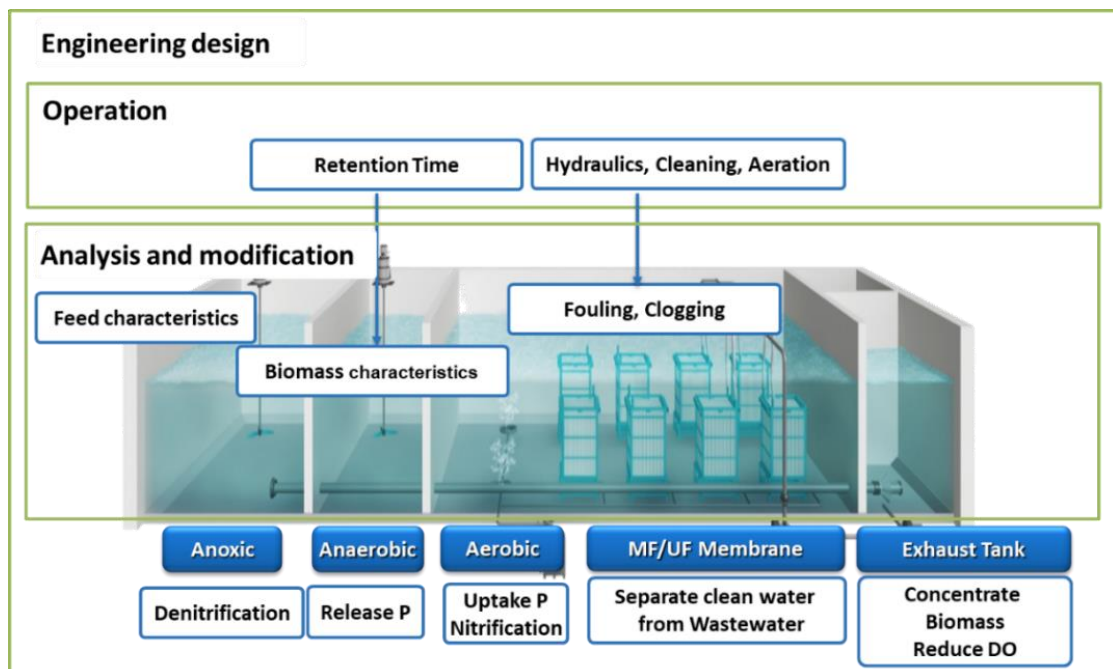 Engineering design
Operation
Retention Time
Hydraulics, Cleaning, Aeration
Analysis and modification
Feed characteristics
Fouling, Clogging
Biomass characteristics
Anoxic
Anaerobic
Aerobic
MF/UF Membrane
Exhaust Tank
Denitrification
Release P
Uptake P
Nitrification
Separate clean water
from Wastewater
Concentrate
Biomass
Reduce DO